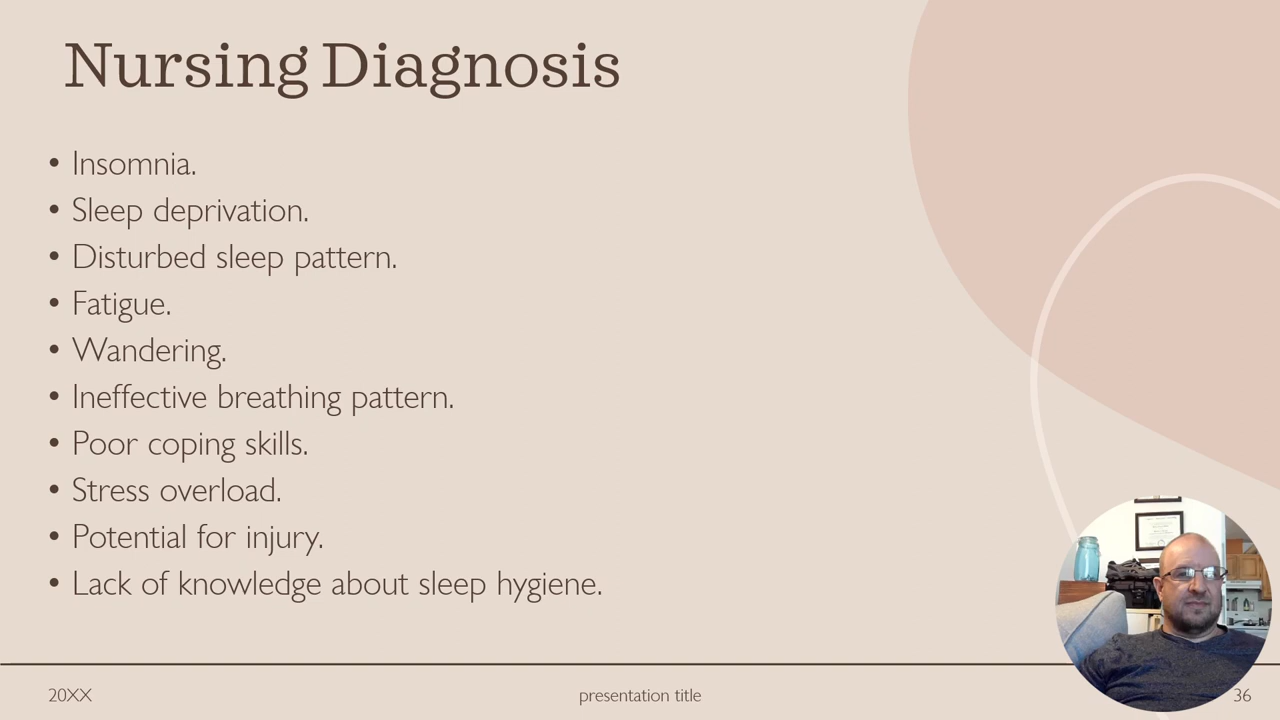 Nursing Diagnosis
• Insomnia.
• Sleep deprivation.
• Disturbed sleep pattern.
• Fatigue.
• Wandering.
• Ineffective breathing pattern.
• Poor coping skills.
• Stress overload.
• Potential for injury.
• Lack of knowledge about sleep hygiene.
20XX
presentation title
36